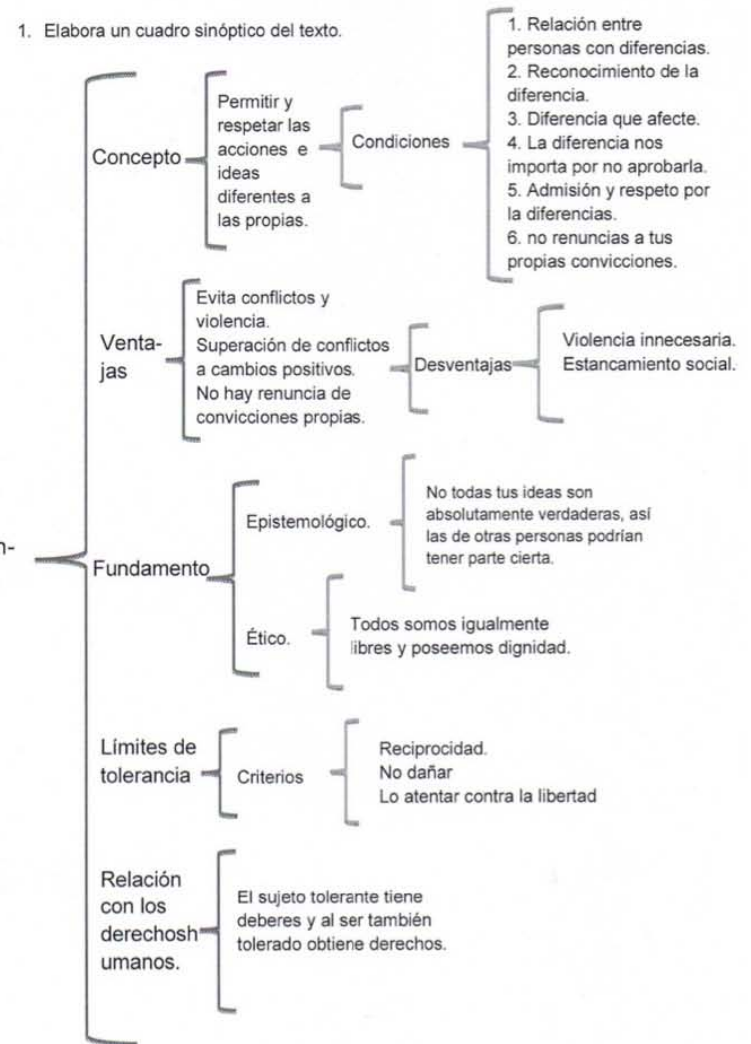 1. Elabora un cuadro sinóptico del texto.
Concepto
Permitir y
respetar las
acciones e
ideas
diferentes a
las propias.
Condiciones
1. Relación entre
personas con diferencias.
2. Reconocimiento de la
diferencia.
3. Diferencia que afecte.
4. La diferencia nos
importa por no aprobarla.
5. Admisión y respeto por
la diferencias.
6. no renuncias a tus
propias convicciones.
Venta-
jas
Evita conflictos y
violencia.
Superación de conflictos
a cambios positivos.
No hay renuncia de
convicciones propias.
Desventajas
Violencia innecesaria.
Estancamiento social.
Fundamento
Epistemológico.
No todas tus ideas son
absolutamente verdaderas, así
las de otras personas podrían
tener parte cierta.
Ético.
Todos somos igualmente
libres y poseemos dignidad.
Límites de
tolerancia
Criterios
Reciprocidad.
No dañar
Lo atentar contra la libertad
Relación
con los
derechosh
umanos.
El sujeto tolerante tiene
deberes y al ser también
tolerado obtiene derechos.